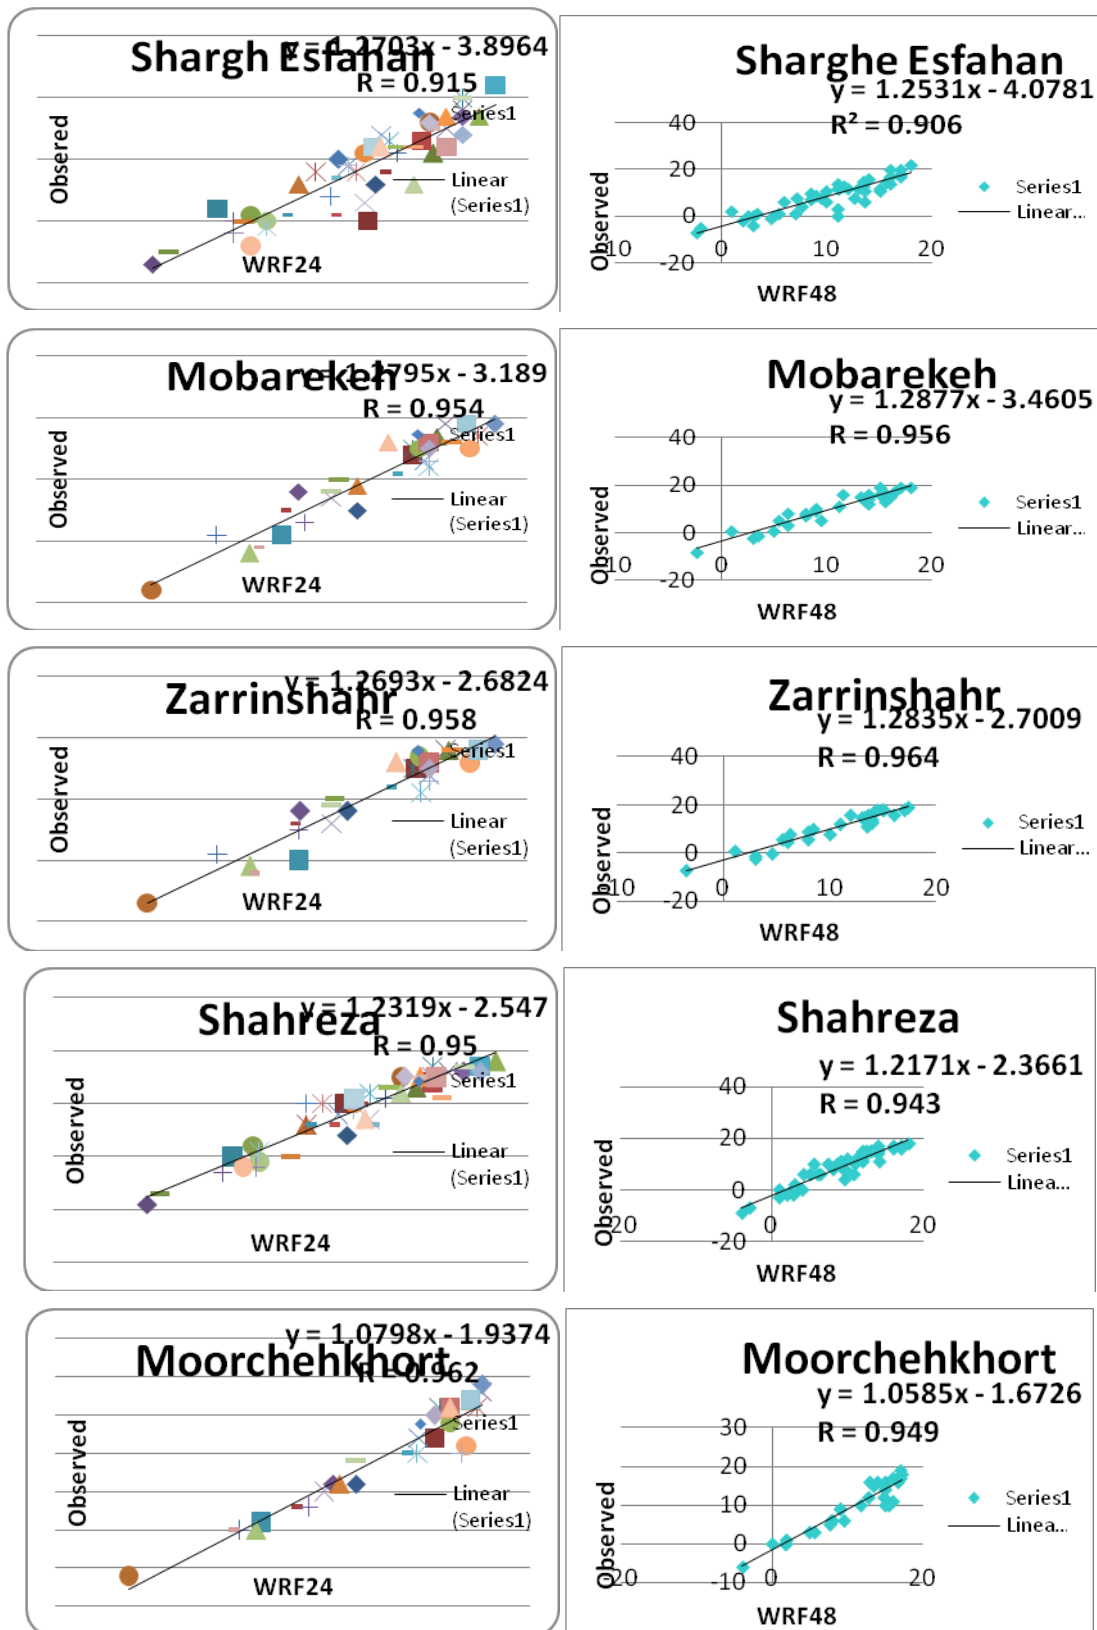 Shargh Esfahan
y = 1.2703x - 3.8964
R = 0.915
Obsered
Series1
Linear
(Series1)
WRF24
Sharghe Esfahan
y = 1.2531x - 4.0781
R² = 0.906
Observed
40
20
0
-20
10
0
10
20
Series1
Linear...
WRF48
Mobarekeh
y = 1.2795x - 3.189
R = 0.954
Observed
Series1
Linear
(Series1)
WRF24
Mobarekeh
y = 1.2877x - 3.4605
R = 0.956
Observed
40
20
0
-20
10
0
10
20
Series1
Linear...
WRF48
Zarrinshahr
y = 1.2693x - 2.6824
R = 0.958
Observed
Series1
Linear
(Series1)
WRF24
Zarrinshahr
y = 1.2835x - 2.7009
R = 0.964
Observed
40
20
0
-20
10
0
10
20
Series1
Linear...
WRF48
Shahreza
y = 1.2319x - 2.547
R = 0.95
Observed
Series1
Linear
(Series1)
WRF24
Shahreza
y = 1.2171x - 2.3661
R = 0.943
Observed
40
20
0
-20
20
0
20
Series1
Linea...
WRF48
Moorchehkhort
y = 1.0798x - 1.9374
R = 0.962
Observed
Series1
Linear
(Series1)
WRF24
Moorchehkhort
y = 1.0585x - 1.6726
R = 0.949
Observed
30
20
10
0
-10
-20
0
20
Series1
Linea...
WRF48